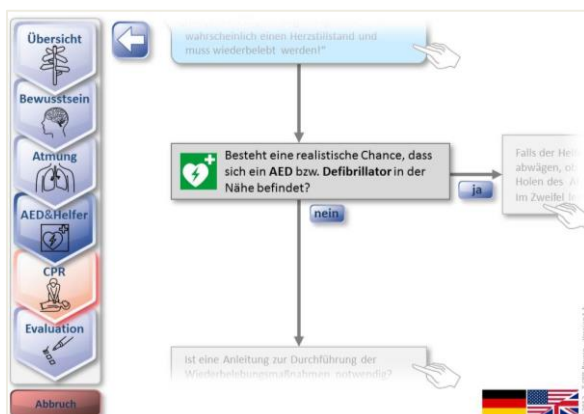 Übersicht
Bewusstsein
Atmung
AED&Helfer
CPR
Evaluation
Abbruch
wahrscheinlich einen Herzstillstand und
muss wiederbelebt werden!"
Besteht eine realistische Chance, dass
sich ein AED bzw. Defibrillator in der
Nähe befindet?
ja
nein
Falls der
abwägen,
Holen des
Im Zweifel
Ist eine Anleitung zur Durchführung der
Wiederbelebungsmaßnahmen notwendig?